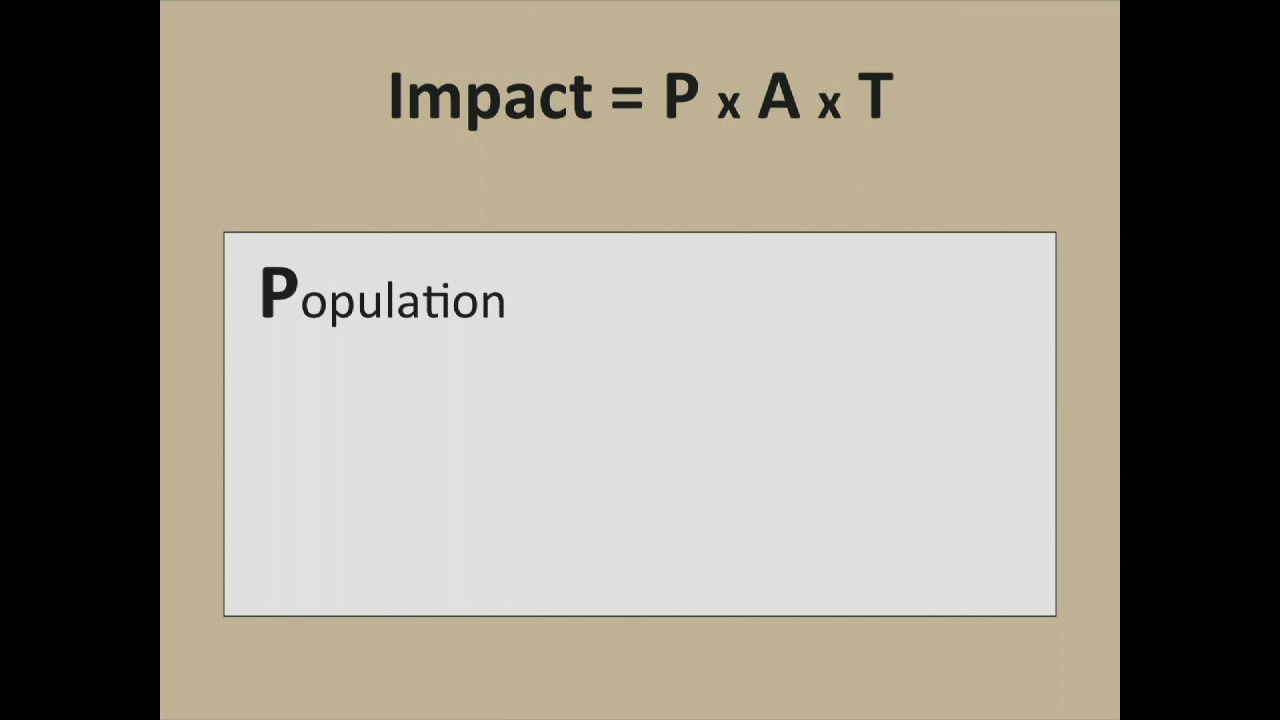 Impact = P x A x T
Population